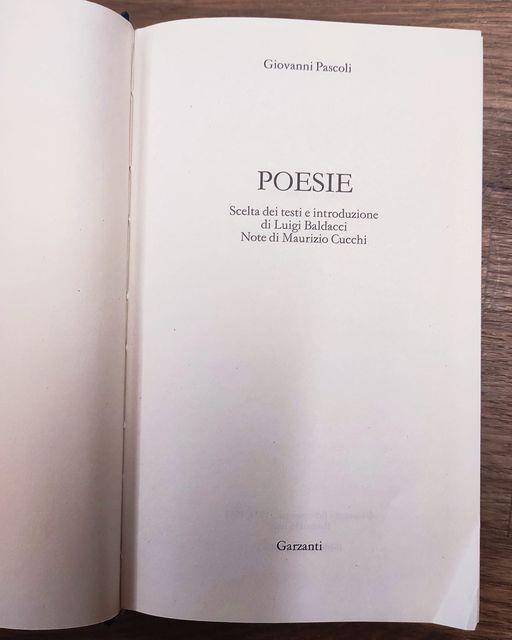 Giovanni Pascoli
POESIE
Scelta dei testi e introduzione
di Luigi Baldacci
Note di Maurizio Cucchi
Garzanti